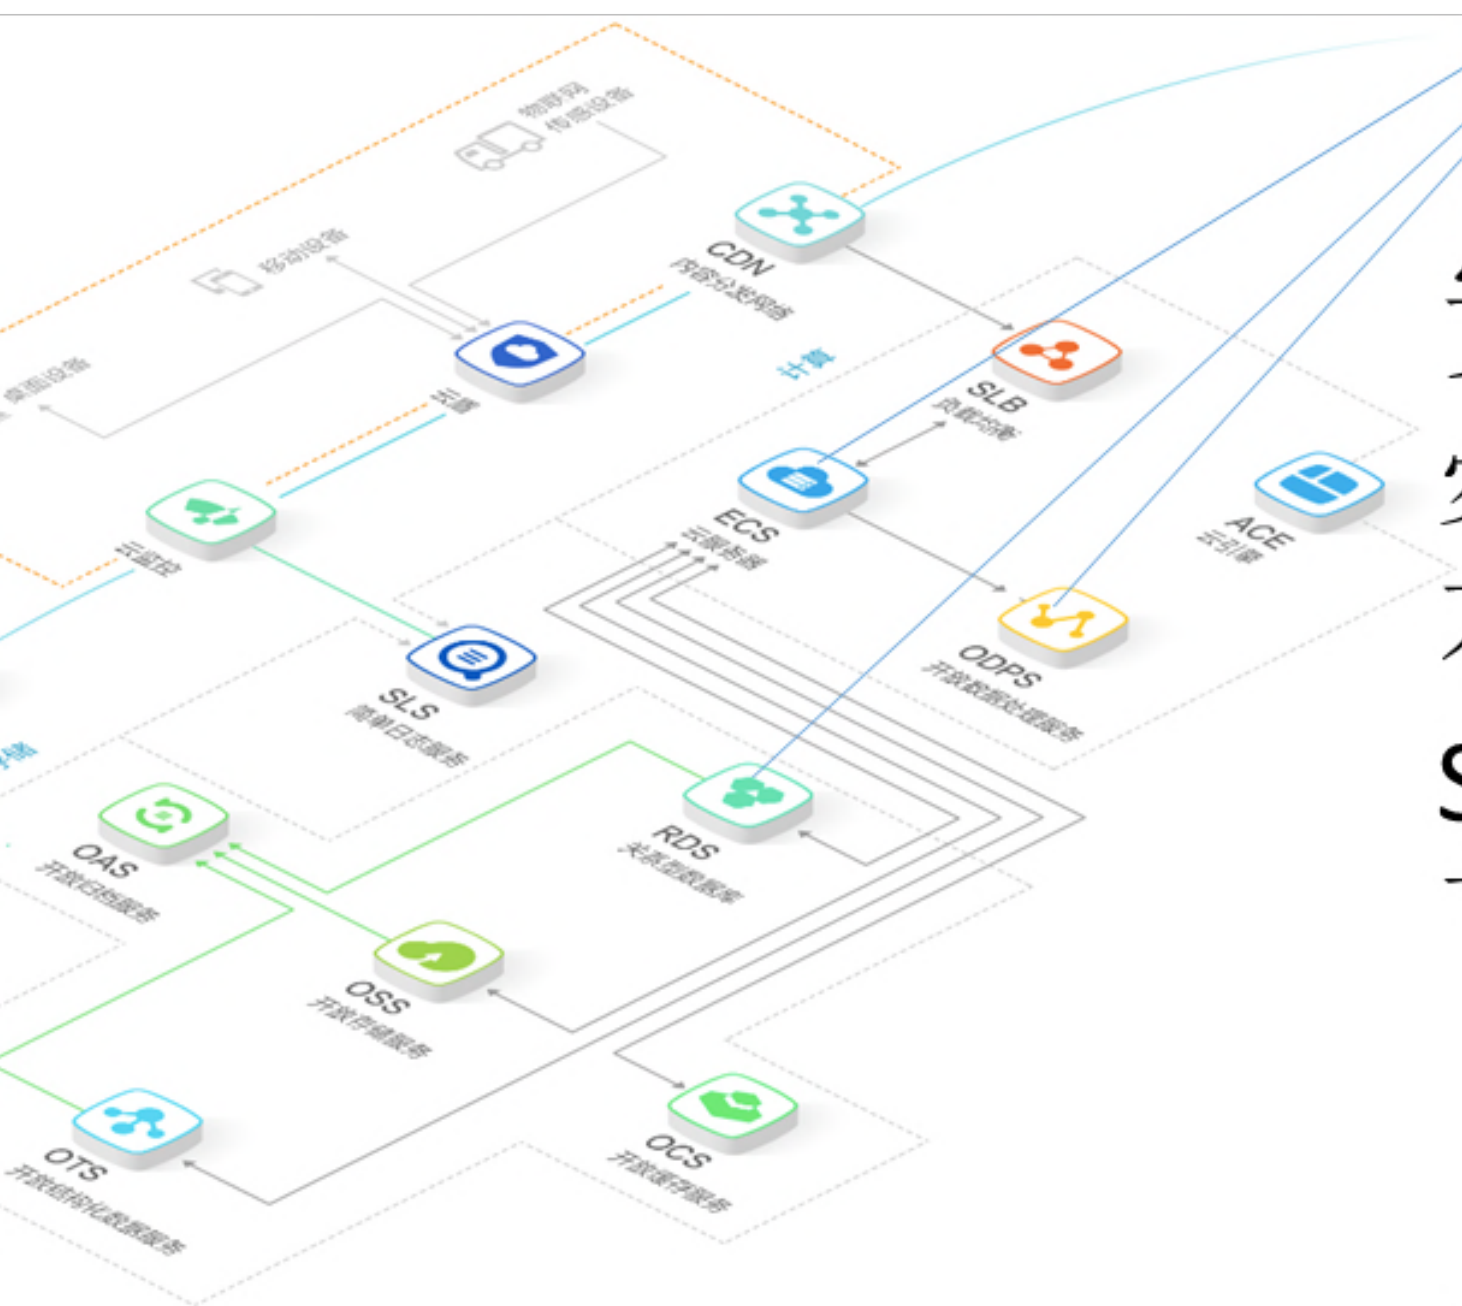 物联网
传感设备
移动设备
桌面设备
CDN
内容分发网络
云盾
计算
SLB
负载均衡
ECS
云服务器
ACE
云引擎
云监控
ODPS
开放数据处理服务
SLS
简单日志服务
OAS
开放归档服务
RDS
关系型数据库
OSS
开放存储服务
OCS
开放缓存服务
OTS
开放结构化数据服务